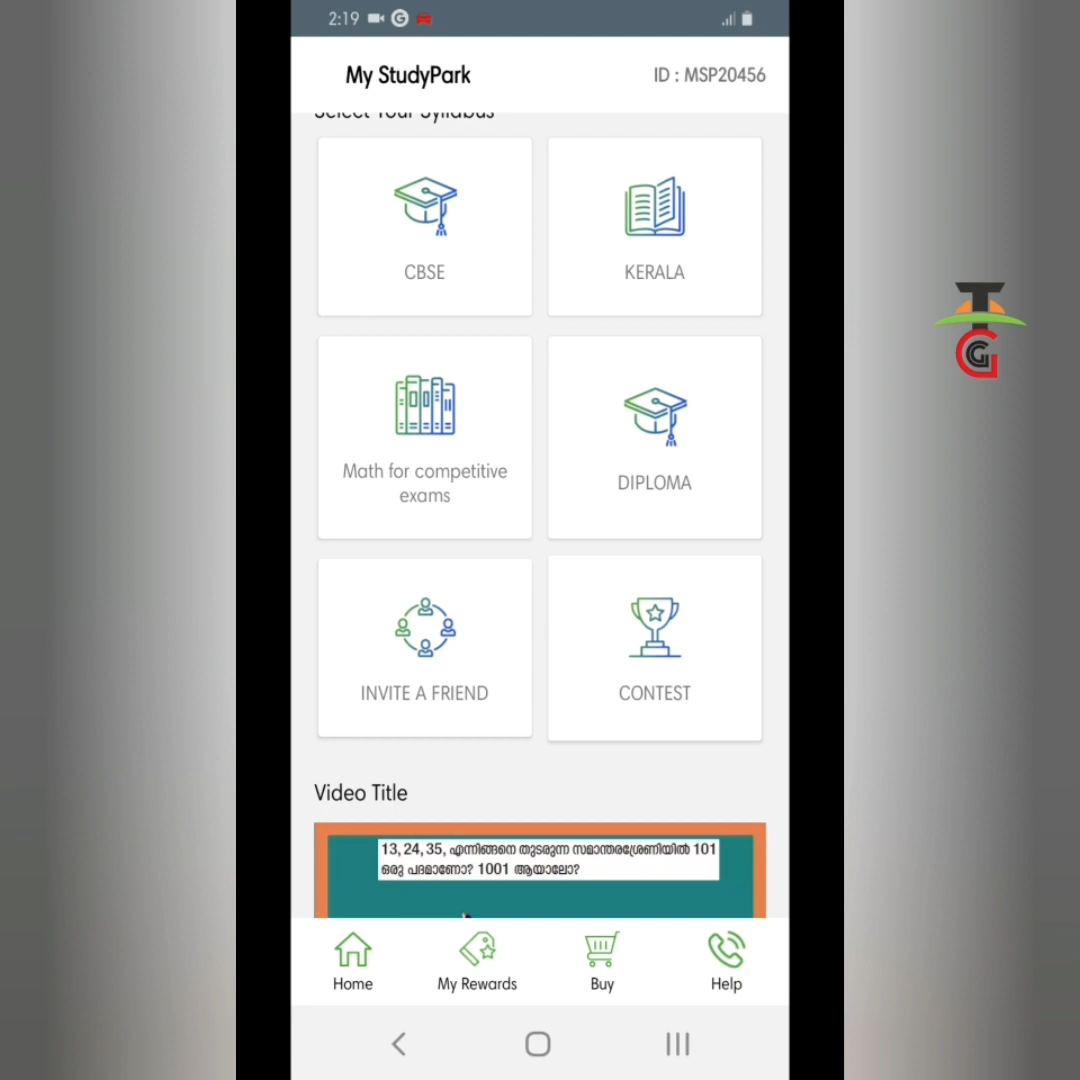 2:19
My StudyPark
ID : MSP20456
Select Your Syllabus
CBSE
KERALA
Math for competitive
exams
DIPLOMA
INVITE A FRIEND
CONTEST
Video Title
13, 24, 35, എന്നിങ്ങനെ തുടരുന്ന സമാന്തരശ്രേണിയിൽ 101
ഒരു പദമാണോ? 1001 ആയാലോ?
Home
My Rewards
Buy
Help
TG